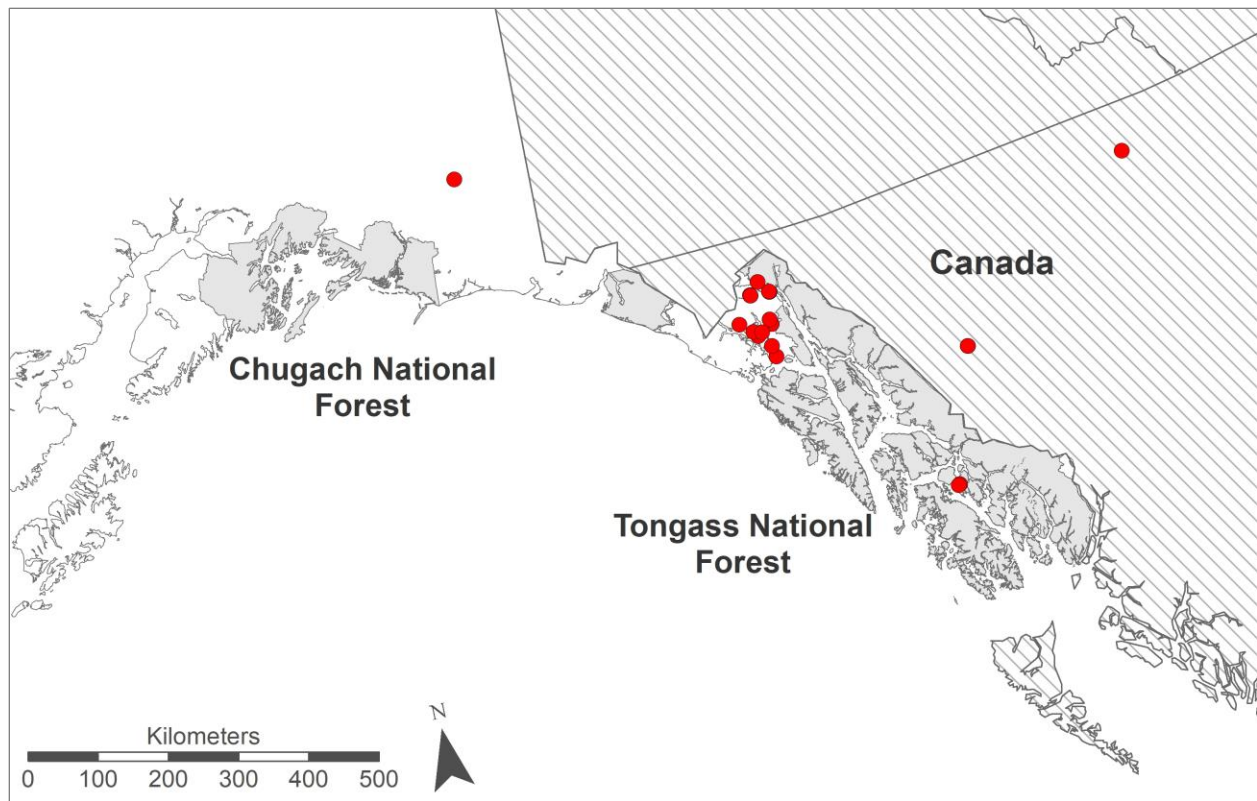 Canada
Chugach National
Forest
Tongass National
Forest
N
Kilometers
0 100 200 300 400 500